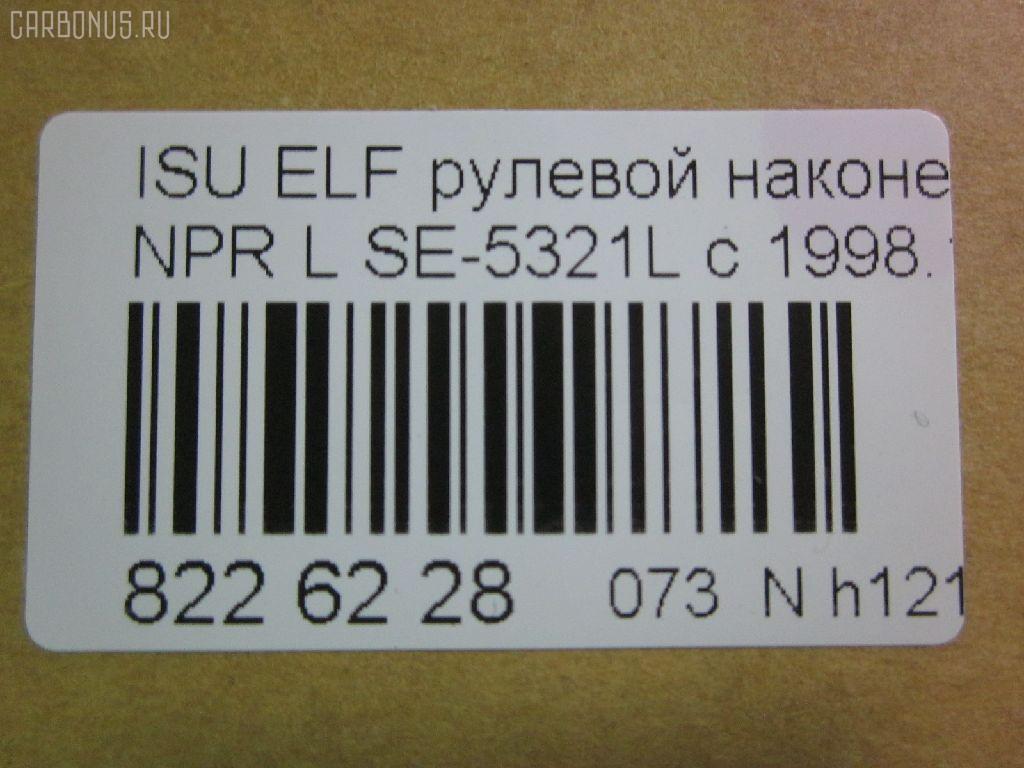 CARBONUS.RU
ISU ELF рулевой наконе
NPR L SE-5321L с 1998.
822 62 28 073 N h121